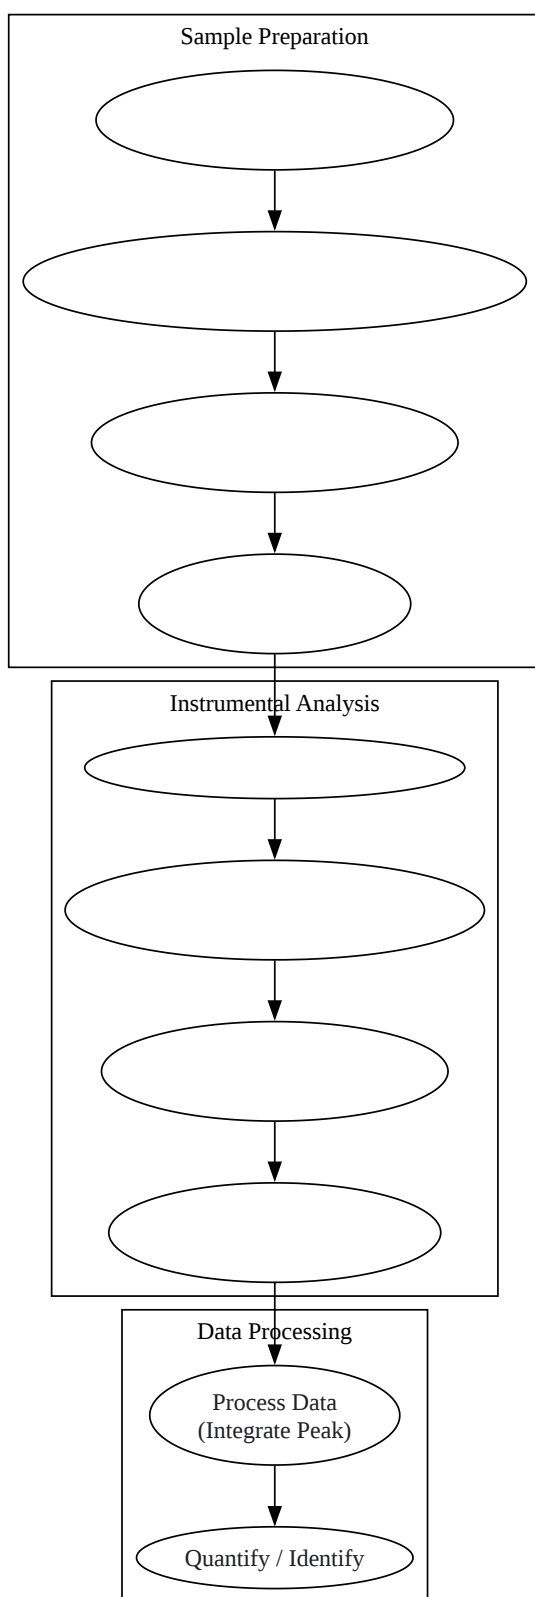 Sample Preparation
Instrumental Analysis
Data Processing
Process Data
(Integrate Peak)
Quantify / Identify